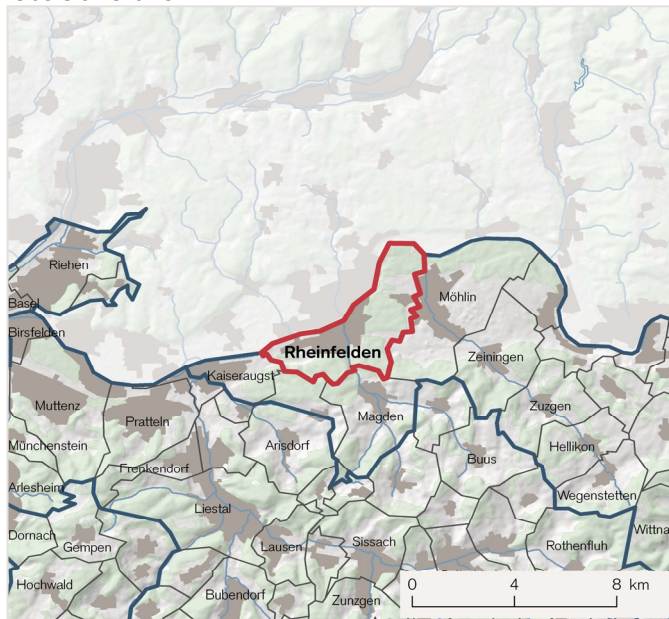 Riehen
Basel
Möhlin
Birsfelden
Rheinfelden
Zeiningen
Kaiseraugst
Muttenz
Zuzgen
Pratteln
Magden
Münchenstein
Arisdorf
Hellikon
Buus
Frenkendorf
Arlesheim
Wegenstetten
Liestal
Dornach
Gempen
Lausen
Sissach
Rothenfluh
Wittna
Hochwald
Bubendorf
Zunzgen
0 4 8 km